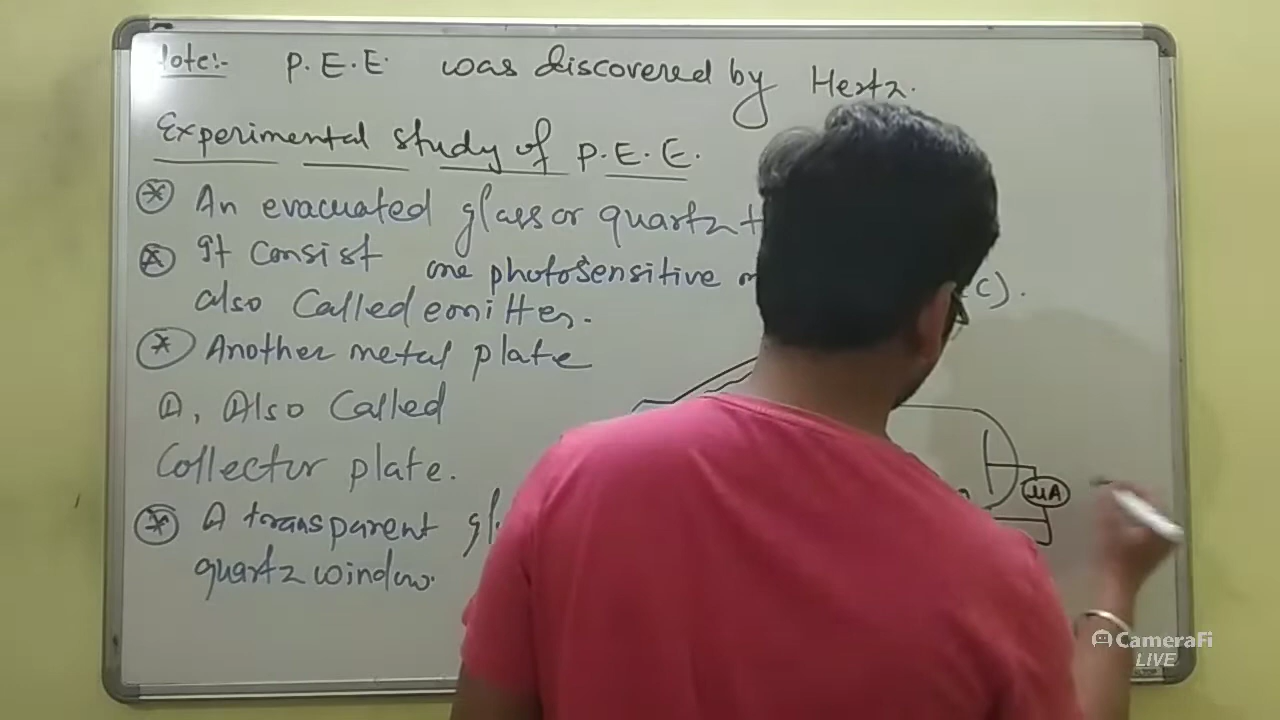 Note:- P.E.E. was discovered by Hertz.
Experimental study of P.E.E.
* An evacuated glass or quartz
* It consist one photosensitive
also Called emitter.
* Another metal plate
A, Also Called
Collector plate.
* A transparent
quartz window.
(C).
μA
CameraFi
LIVE